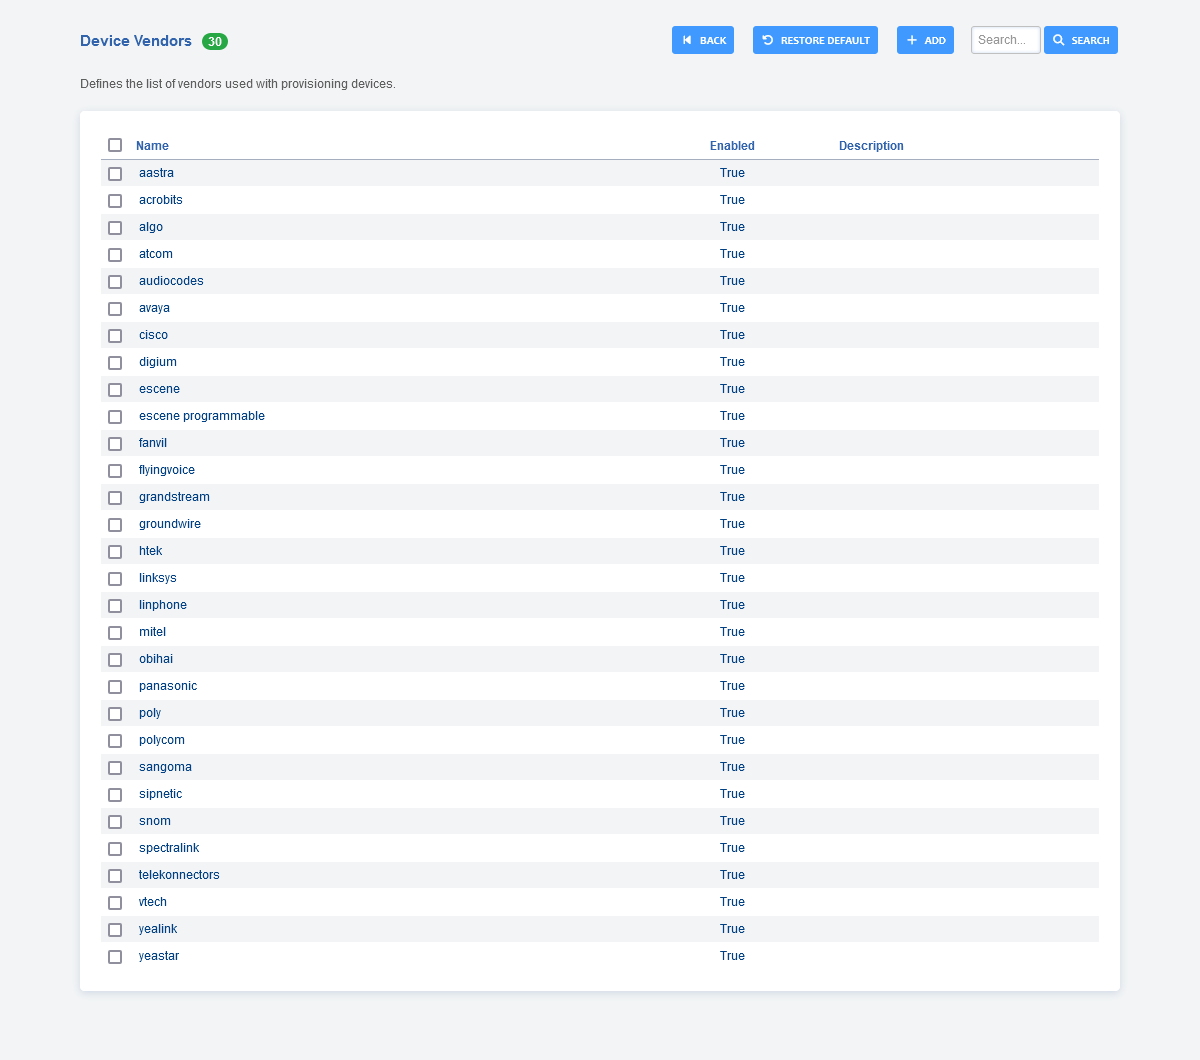 Device Vendors 30 BACK RESTORE DEFAULT ADD Search... SEARCH
Defines the list of vendors used with provisioning devices.
Name Enabled Description
aastra True
acrobits True
algo True
atcom True
audiocodes True
avaya True
cisco True
digium True
escene True
escene programmable True
fanvil True
flyingvoice True
grandstream True
groundwire True
htek True
linksys True
linphone True
mitel True
obihai True
panasonic True
poly True
polycom True
sangoma True
sipnetic True
snom True
spectralink True
telekonnectors True
vtech True
yealink True
yeastar True